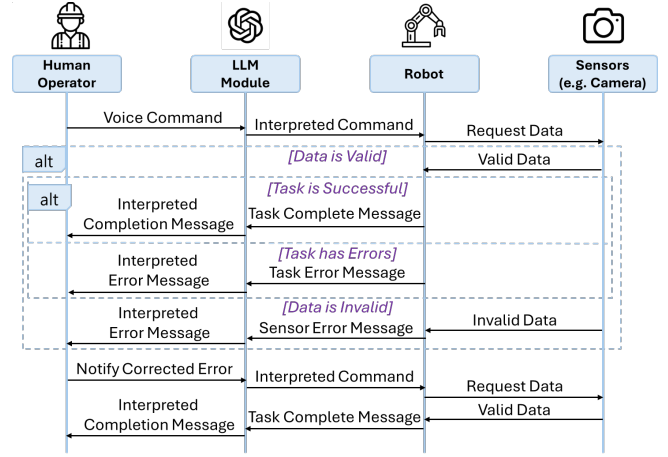 Human
Operator
LLM
Module
Robot
Sensors
(e.g. Camera)
Voice Command
Interpreted Command
Request Data
alt
[Data is Valid]
Valid Data
alt
[Task is Successful]
Interpreted
Completion Message
Task Complete Message
[Task has Errors]
Interpreted
Error Message
Task Error Message
[Data is Invalid]
Interpreted
Error Message
Sensor Error Message
Invalid Data
Notify Corrected Error
Interpreted Command
Request Data
Interpreted
Completion Message
Task Complete Message
Valid Data